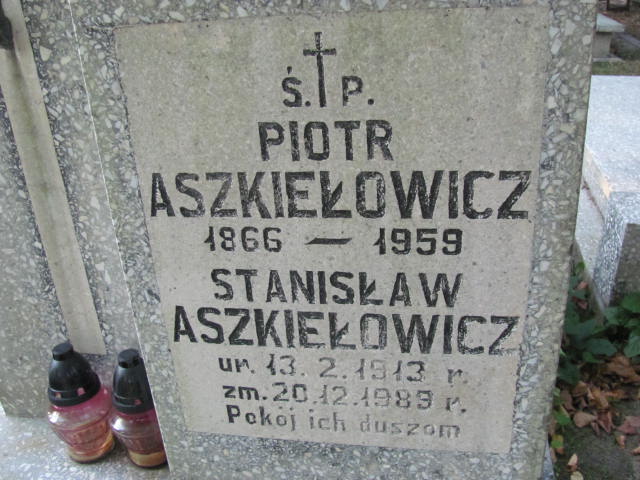 Ś. P.
PIOTR
ASZKIEŁOWICZ
1866 — 1959
STANISŁAW
ASZKIEŁOWICZ
ur. 13. 2. 1913 r.
zm. 20.12.1989 r.
Pokój ich duszom